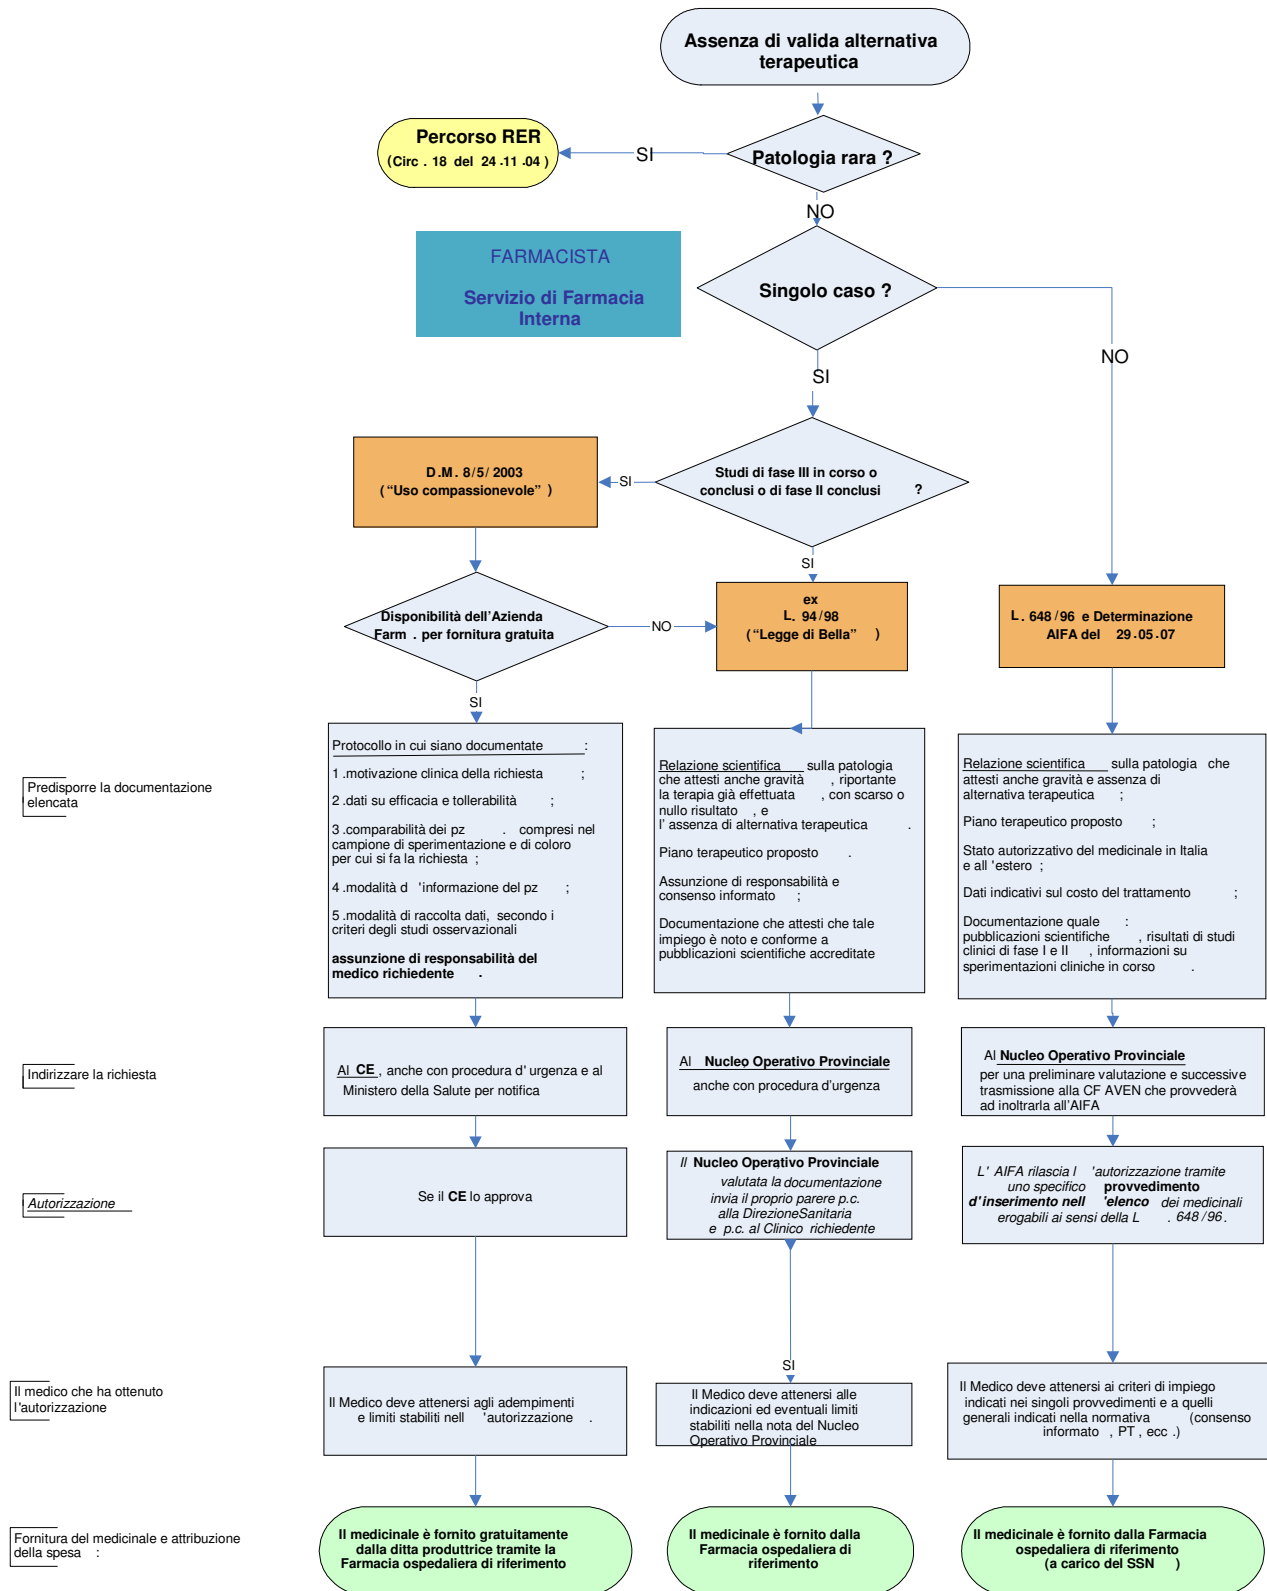 Assenza di valida alternativa
terapeutica
Patologia rara ?
SI
Percorso RER
(Circ . 18 del 24 .11 .04 )
NO
FARMACISTA
Servizio di Farmacia
Interna
Singolo caso ?
NO
SI
Studi di fase III in corso o
conclusi o di fase II conclusi ?
SI
D.M. 8/5/ 2003
( “Uso compassionevole” )
SI
Disponibilità dell'Azienda
Farm . per fornitura gratuita
NO
ex
L. 94/98
( “Legge di Bella” )
L. 648/96 e Determinazione
AIFA del 29.05.07
SI
Predisporre la documentazione
elencata
Protocollo in cui siano documentate :
1 .motivazione clinica della richiesta ;
2 .dati su efficacia e tollerabilità ;
3 .comparabilità dei pz . compresi nel
campione di sperimentazione e di coloro
per cui si fa la richiesta ;
4 .modalità d 'informazione del pz ;
5 .modalità di raccolta dati, secondo i
criteri degli studi osservazionali
assunzione di responsabilità del
medico richiedente .
Relazione scientifica sulla patologia
che attesti anche gravità , riportante
la terapia già effettuata , con scarso o
nullo risultato , e
l' assenza di alternativa terapeutica .
Piano terapeutico proposto .
Assunzione di responsabilità e
consenso informato ;
Documentazione che attesti che tale
impiego è noto e conforme a
pubblicazioni scientifiche accreditate
Relazione scientifica sulla patologia che
attesti anche gravità e assenza di
alternativa terapeutica ;
Piano terapeutico proposto ;
Stato autorizzativo del medicinale in Italia
e all 'estero ;
Dati indicativi sul costo del trattamento ;
Documentazione quale :
pubblicazioni scientifiche , risultati di studi
clinici di fase I e II , informazioni su
sperimentazioni cliniche in corso .
Indirizzare la richiesta
Al CE , anche con procedura d' urgenza e al
Ministero della Salute per notifica
Al Nucleo Operativo Provinciale
anche con procedura d'urgenza
Al Nucleo Operativo Provinciale
per una preliminare valutazione e successive
trasmissione alla CF AVEN che provvederà
ad inoltrarla all'AIFA
Autorizzazione
Se il CE lo approva
Il Nucleo Operativo Provinciale
valutata la documentazione
invia il proprio parere p.c.
alla DirezioneSanitaria
e p.c. al Clinico richiedente
L' AIFA rilascia l 'autorizzazione tramite
uno specifico provvedimento
d'inserimento nell 'elenco dei medicinali
erogabili ai sensi della L . 648/96.
SI
Il medico che ha ottenuto
l'autorizzazione
Il Medico deve attenersi agli adempimenti
e limiti stabiliti nell 'autorizzazione .
Il Medico deve attenersi alle
indicazioni ed eventuali limiti
stabiliti nella nota del Nucleo
Operativo Provinciale
Il Medico deve attenersi ai criteri di impiego
indicati nei singoli provvedimenti e a quelli
generali indicati nella normativa (consenso
informato , PT , ecc .)
Fornitura del medicinale e attribuzione
della spesa :
Il medicinale è fornito gratuitamente
dalla ditta produttrice tramite la
Farmacia ospedaliera di riferimento
Il medicinale è fornito dalla
Farmacia ospedaliera di
riferimento
Il medicinale è fornito dalla Farmacia
ospedaliera di riferimento
(a carico del SSN )